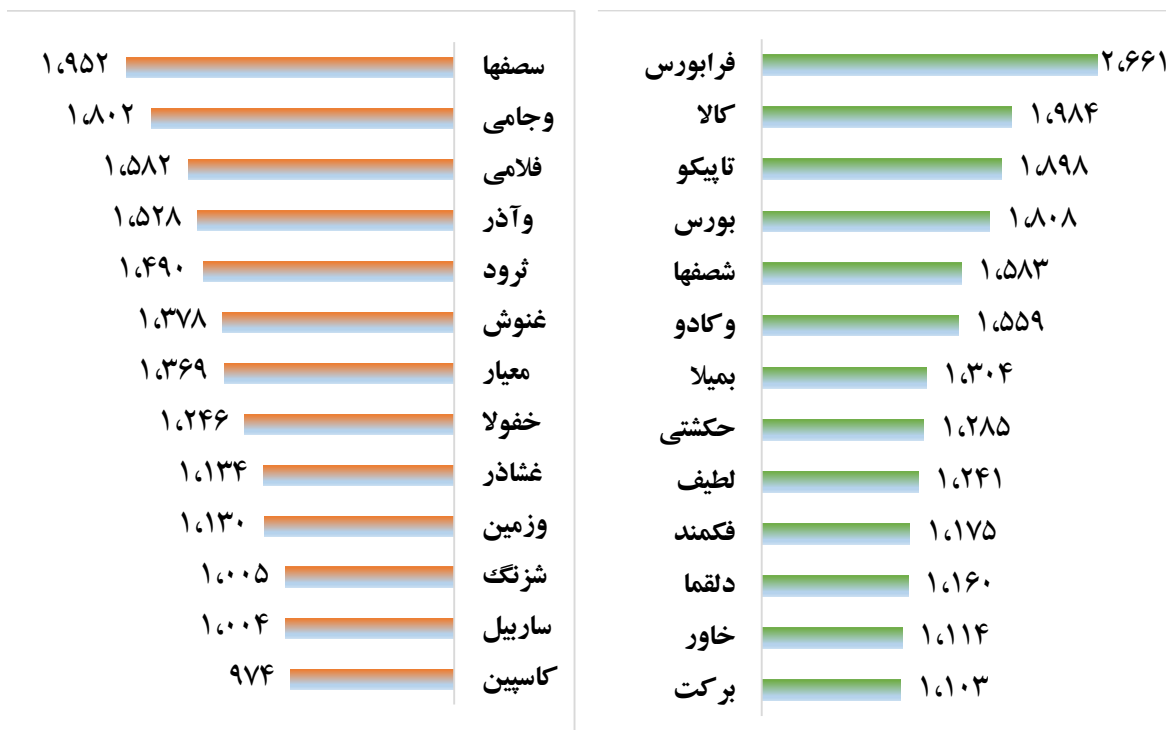 فرابورس ۲،۶۶۱
کالا ۱،۹۸۴
تاپیکو ۱،۸۹۸
بورس ۱،۸۰۸
شصفها ۱،۵۸۳
وکادو ۱،۵۵۹
بمیلا ۱،۳۰۴
حکشتی ۱،۲۸۵
لطیف ۱،۲۴۱
فکمند ۱،۱۷۵
دلقما ۱،۱۶۰
خاور ۱،۱۱۴
برکت ۱،۱۰۳
سصفها ۱،۹۵۲
وجامی ۱،۸۰۲
فلامی ۱،۵۸۲
وآذر ۱،۵۲۸
ثرود ۱،۴۹۰
غنوش ۱،۳۷۸
معیار ۱،۳۶۹
خفولا ۱،۲۴۶
غشاذر ۱،۱۳۴
وزمین ۱،۱۳۰
شزنگ ۱،۰۰۵
ساربیل ۱،۰۰۴
کاسپین ۹۷۴